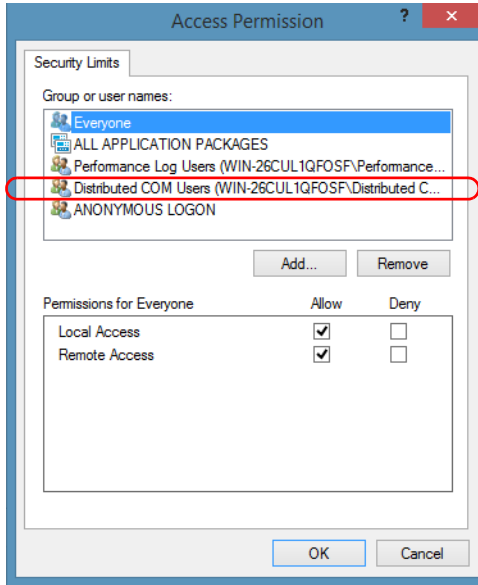 Access Permission
?
×
Security Limits
Group or user names:
Everyone
ALL APPLICATION PACKAGES
Performance Log Users (WIN-26CUL1QFOSF\Performance...
Distributed COM Users (WIN-26CUL1QFOSF\Distributed C...
ANONYMOUS LOGON
Add... Remove
Permissions for Everyone Allow Deny
Local Access
Remote Access
OK Cancel